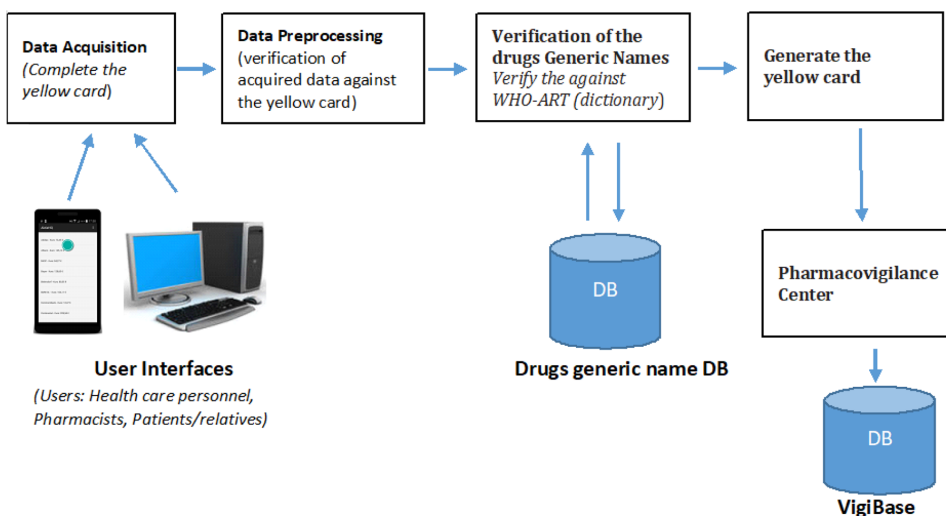 Data Acquisition
(Complete the
yellow card)
Data Preprocessing
(verification of
acquired data against
the yellow card)
Verification of the
drugs Generic Names
Verify the against
WHO-ART (dictionary)
Generate the
yellow card
Pharmacovigilance
Center
DB
Drugs generic name DB
User Interfaces
(Users: Health care personnel,
Pharmacists, Patients/relatives)
DB
VigiBase